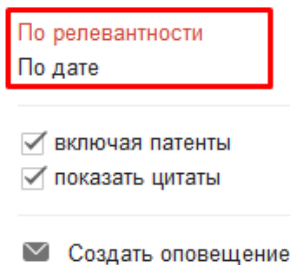 По релевантности
По дате
включая патенты
показать цитаты
Создать оповещение